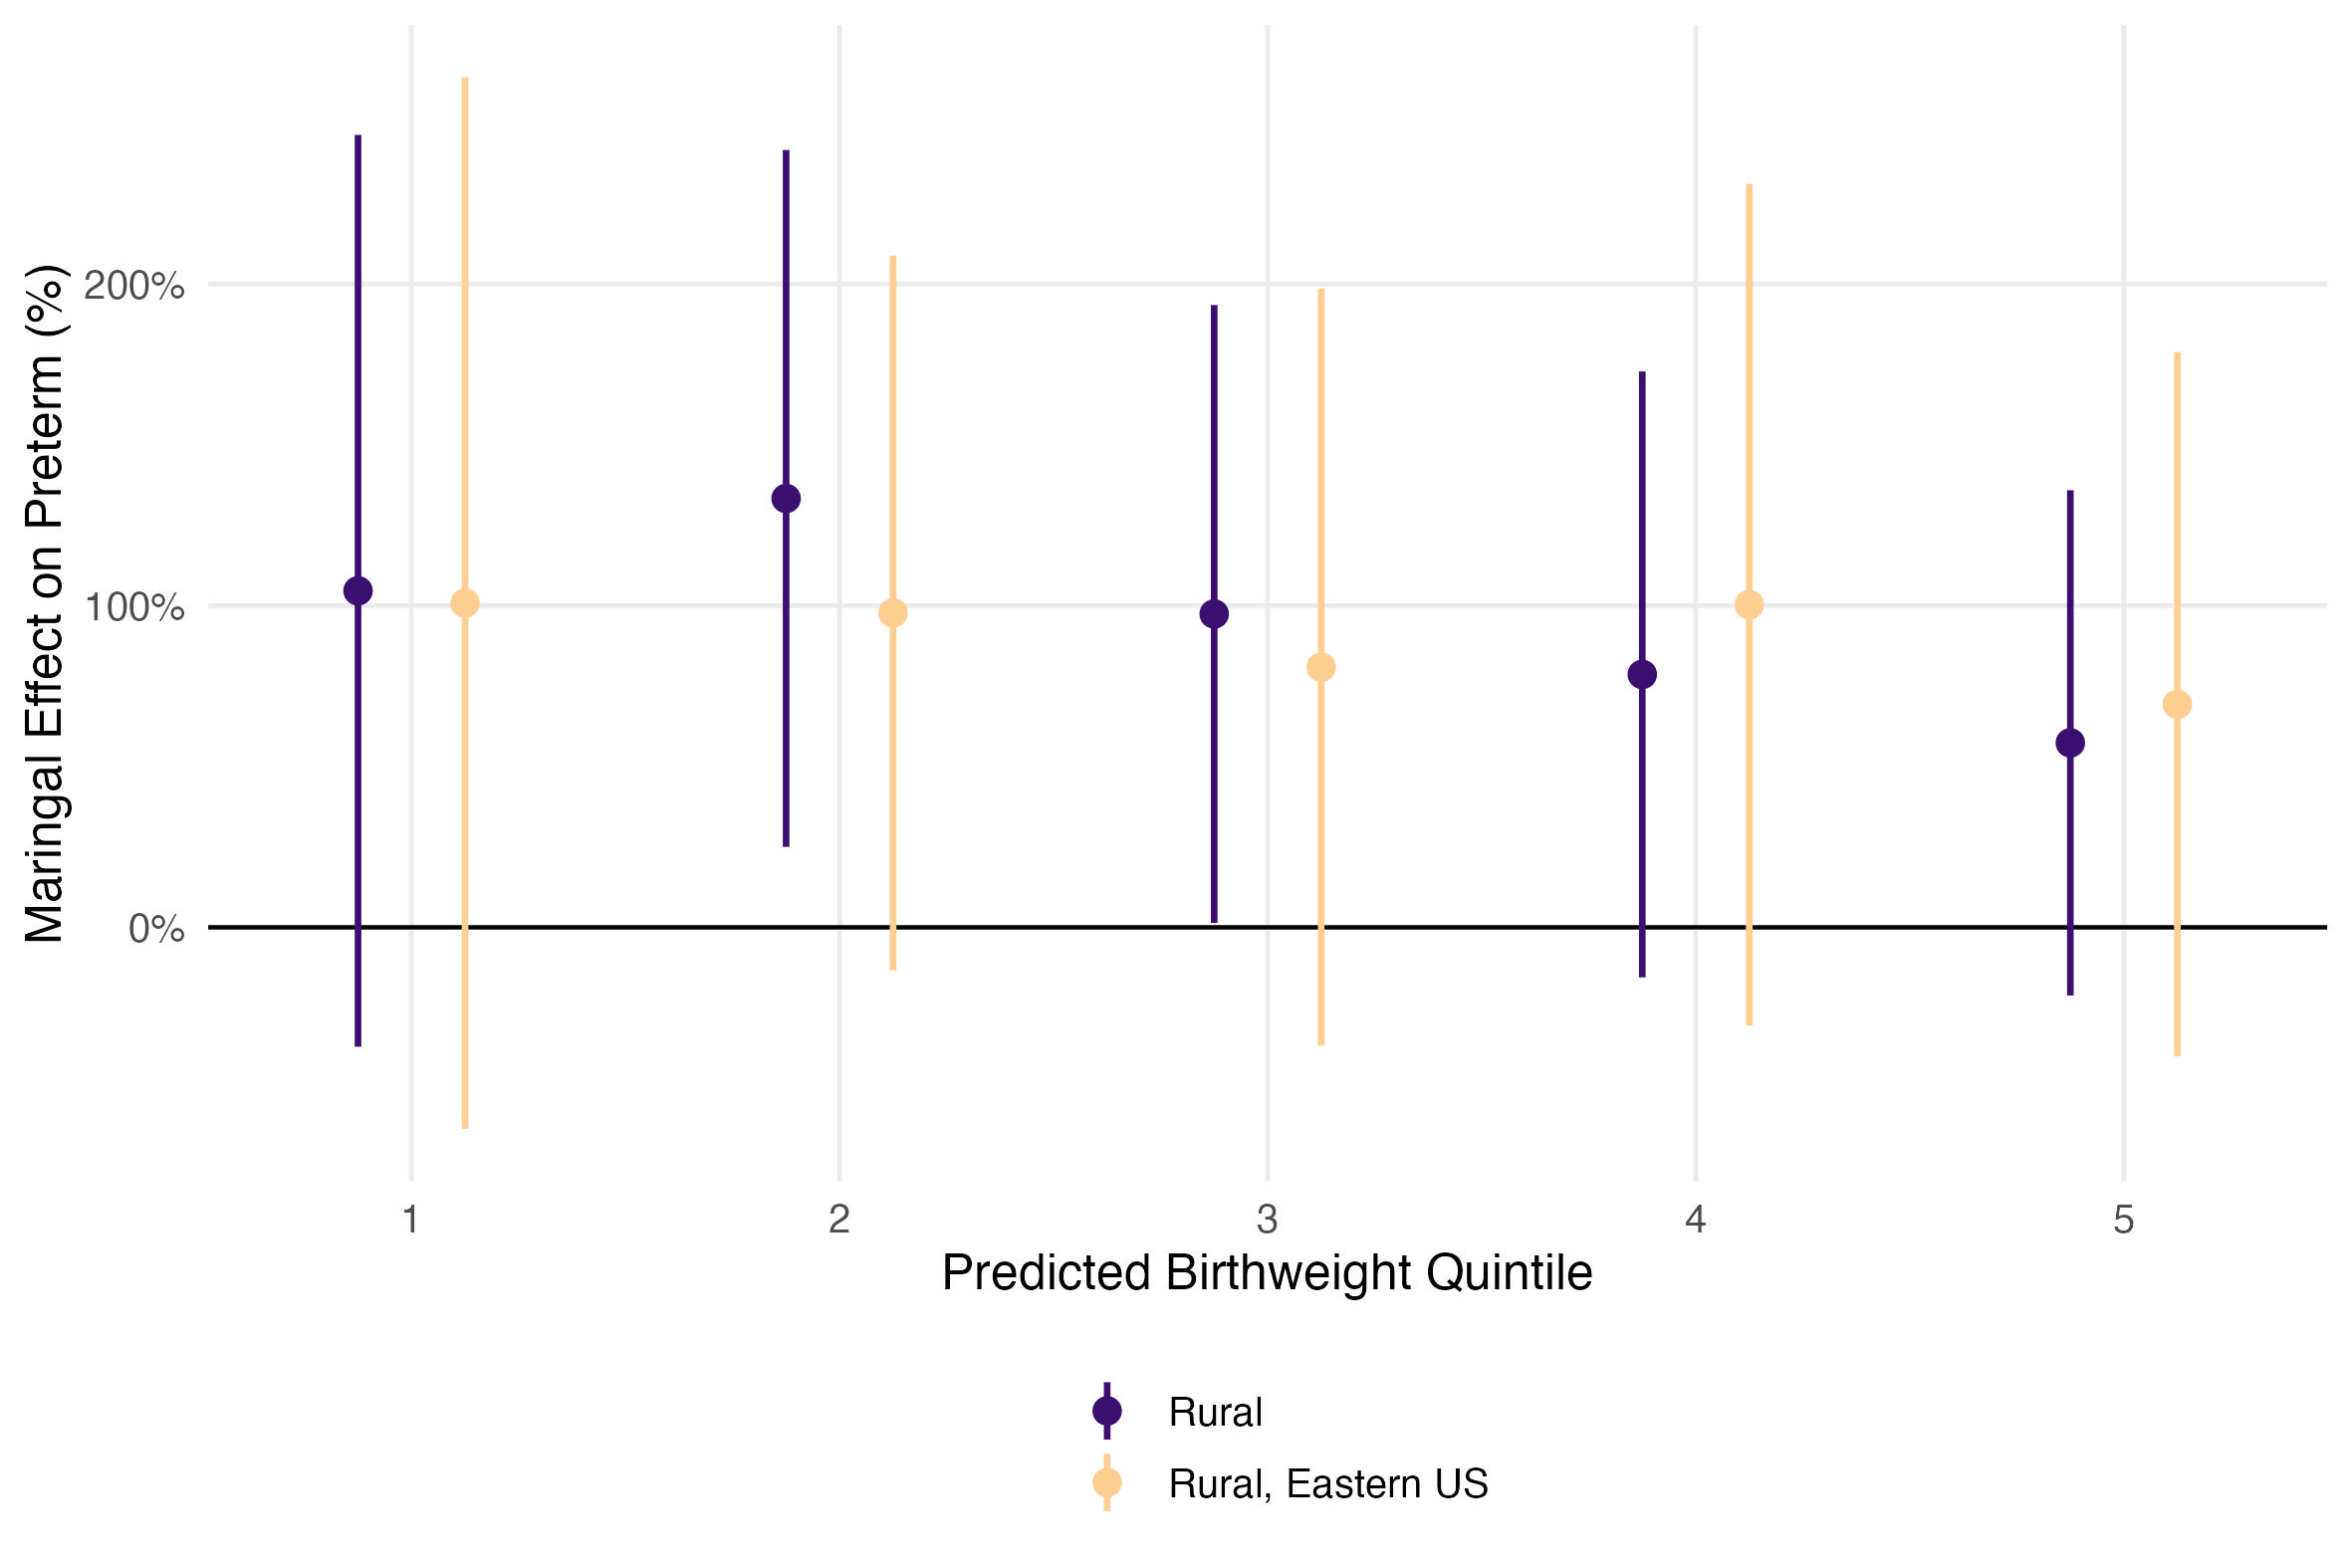 Maringal Effect on Preterm (%)
200%
100%
0%
1 2 3 4 5
Predicted Birthweight Quintile
Rural
Rural, Eastern US